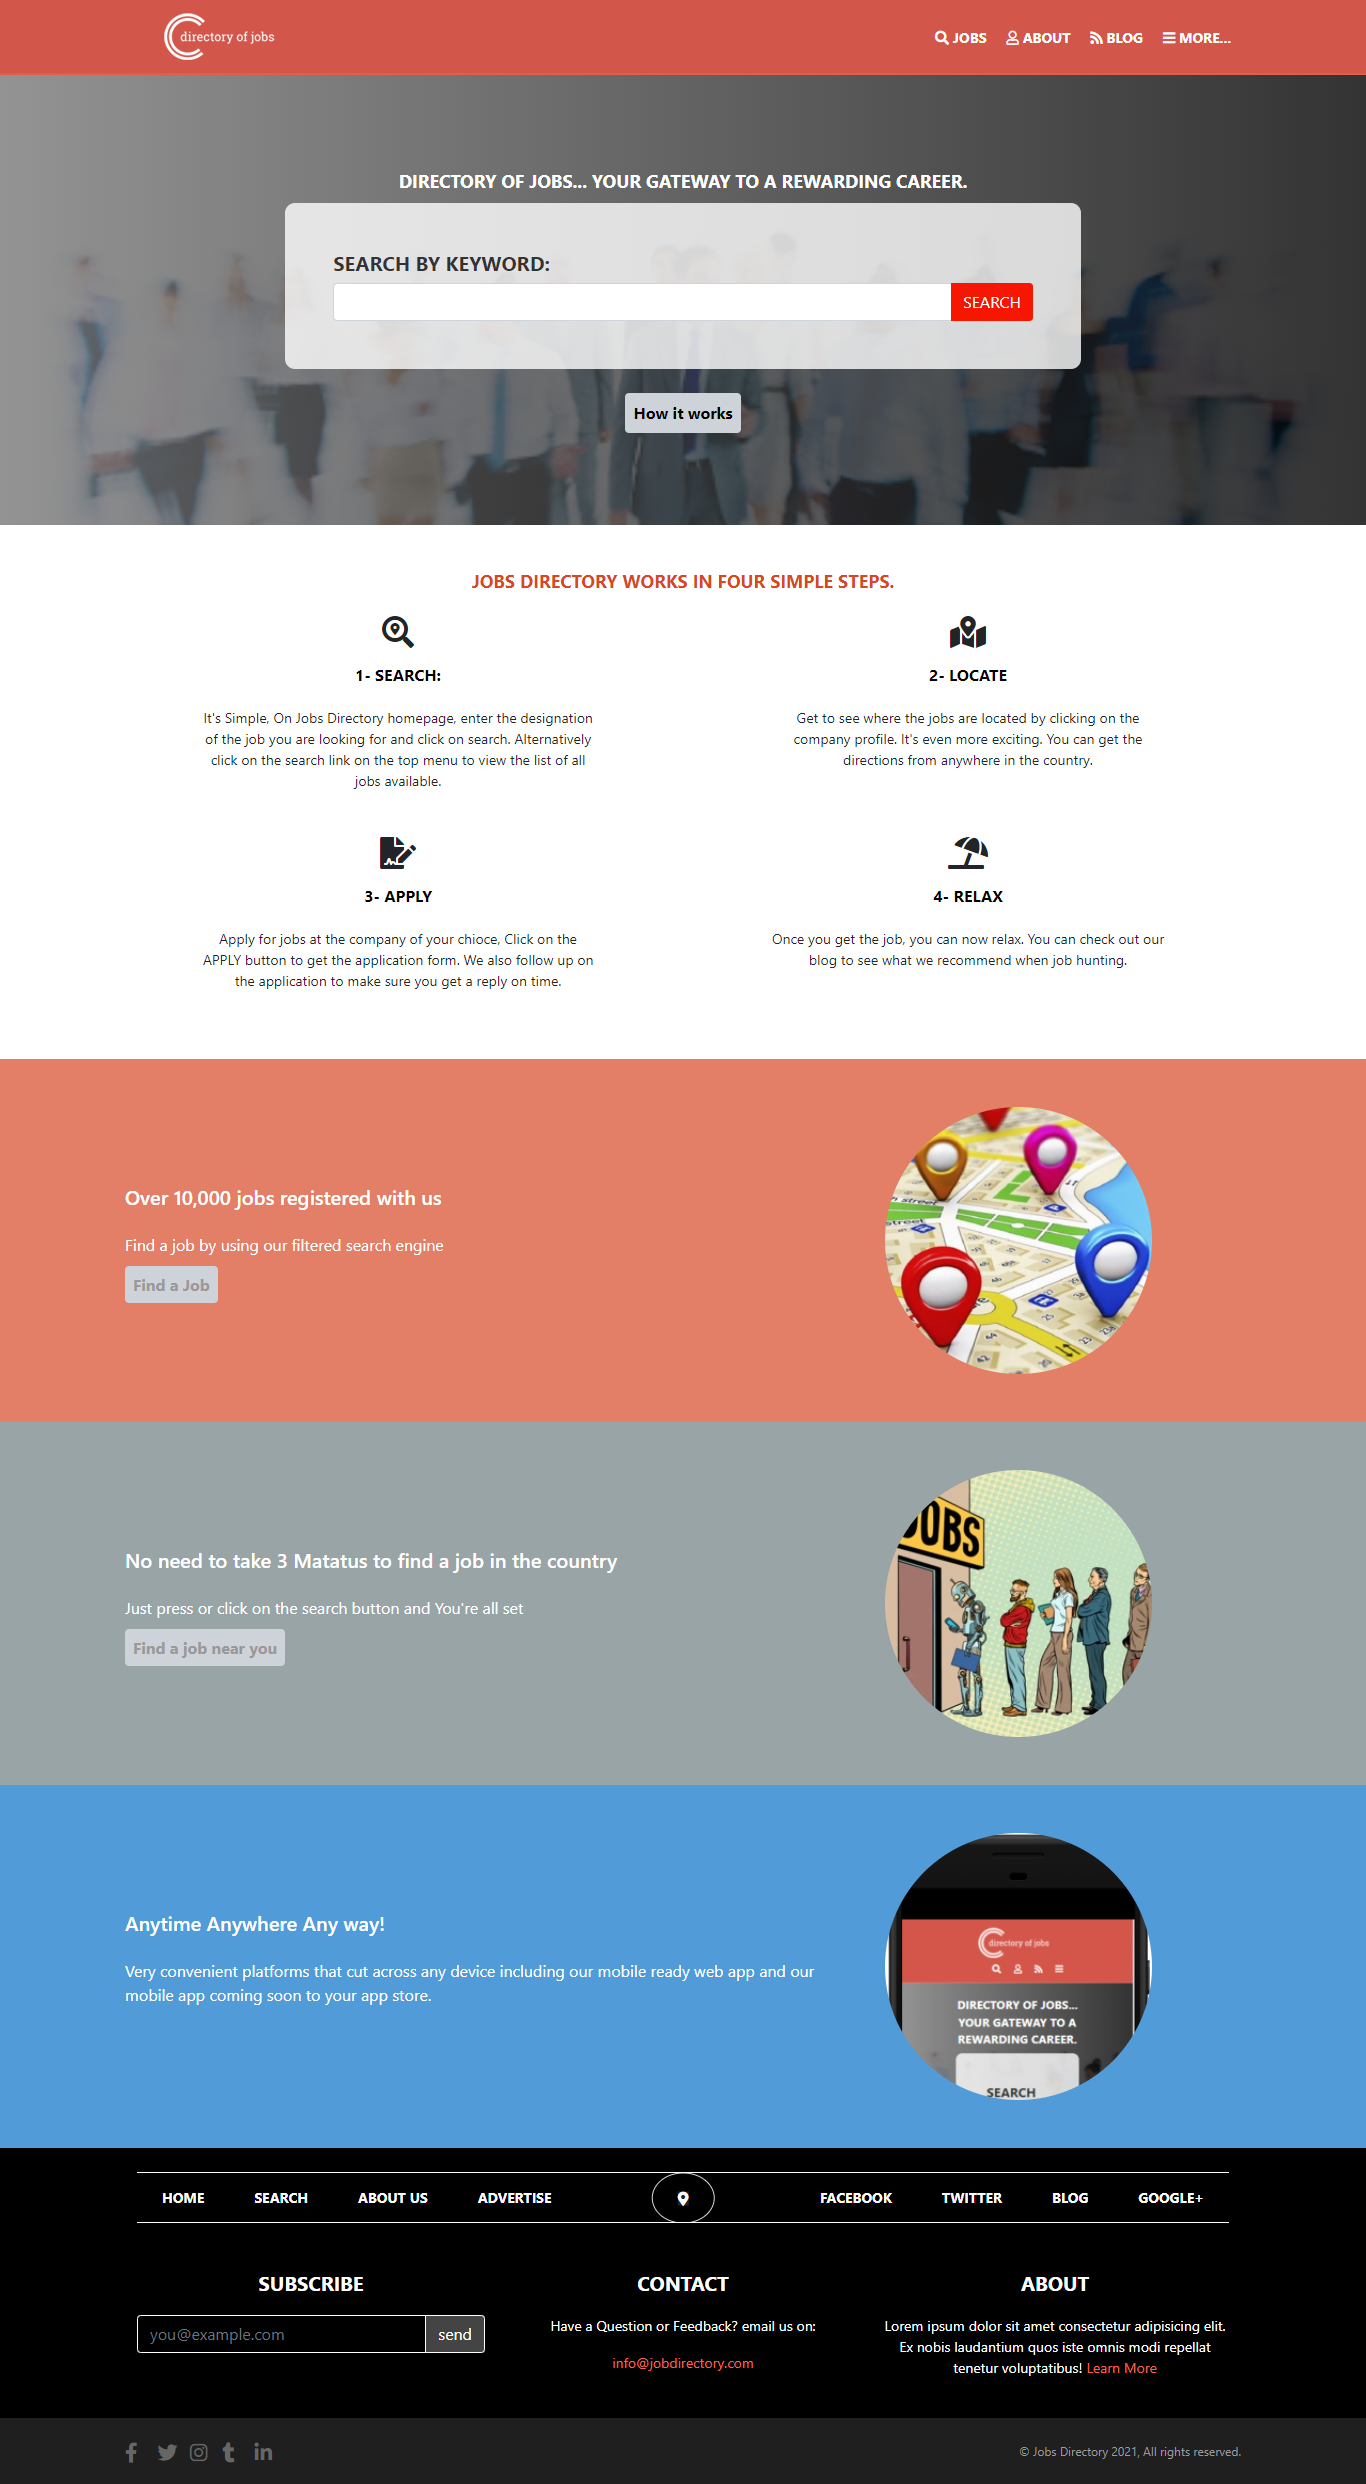 directory of jobs
JOBS
ABOUT
BLOG
MORE...
DIRECTORY OF JOBS... YOUR GATEWAY TO A REWARDING CAREER.
SEARCH BY KEYWORD:
SEARCH
How it works
JOBS DIRECTORY WORKS IN FOUR SIMPLE STEPS.
1- SEARCH:
It's Simple, On Jobs Directory homepage, enter the designation
of the job you are looking for and click on search. Alternatively
click on the search link on the top menu to view the list of all
jobs available.
2- LOCATE
Get to see where the jobs are located by clicking on the
company profile. It's even more exciting. You can get the
directions from anywhere in the country.
3- APPLY
Apply for jobs at the company of your chioce, Click on the
APPLY button to get the application form. We also follow up on
the application to make sure you get a reply on time.
4- RELAX
Once you get the job, you can now relax. You can check out our
blog to see what we recommend when job hunting.
Over 10,000 jobs registered with us
Find a job by using our filtered search engine
Find a Job
street
street
No need to take 3 Matatus to find a job in the country
Just press or click on the search button and You're all set
Find a job near you
JOBS
Anytime Anywhere Any way!
Very convenient platforms that cut across any device including our mobile ready web app and our
mobile app coming soon to your app store.
directory of jobs
DIRECTORY OF JOBS...
YOUR GATEWAY TO A
REWARDING CAREER.
SEARCH
HOME
SEARCH
ABOUT US
ADVERTISE
FACEBOOK
TWITTER
BLOG
GOOGLE+
SUBSCRIBE
you@example.com
send
CONTACT
Have a Question or Feedback? email us on:
info@jobdirectory.com
ABOUT
Lorem ipsum dolor sit amet consectetur adipisicing elit.
Ex nobis laudantium quos iste omnis modi repellat
tenetur voluptatibus! Learn More
© Jobs Directory 2021, All rights reserved.